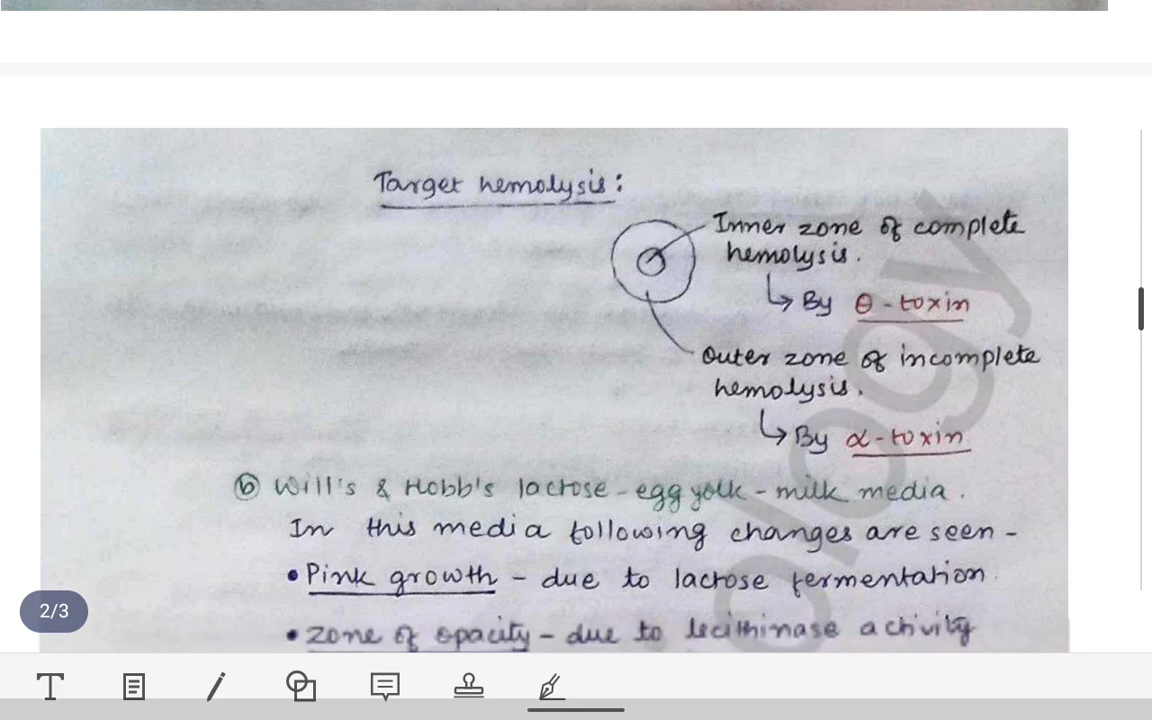 Target hemolysis:
Inner zone of complete
hemolysis.
↳ By θ-toxin
Outer zone of incomplete
hemolysis.
↳ By α-toxin
ⓑ Will's & Hobb's lactose-egg yolk-milk media.
In this media following changes are seen -
• Pink growth - due to lactose fermentation
• zone of opacity - due to lecithinase activity
2/3
T